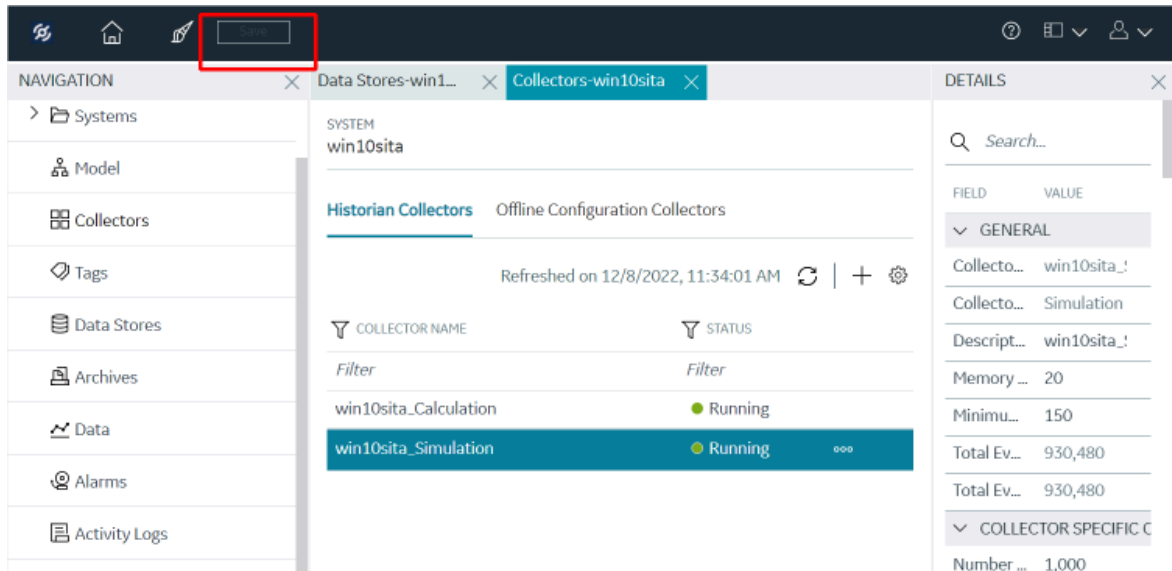 Save
NAVIGATION
Systems
Model
Collectors
Tags
Data Stores
Archives
Data
Alarms
Activity Logs
Data Stores-win1...
Collectors-win10sita
SYSTEM
win10sita
Historian Collectors
Offline Configuration Collectors
Refreshed on 12/8/2022, 11:34:01 AM
COLLECTOR NAME STATUS
Filter Filter
win10sita_Calculation Running
win10sita_Simulation Running
DETAILS
Search...
FIELD VALUE
GENERAL
Collecto... win10sita_
Collecto... Simulation
Descript... win10sita_
Memory ... 20
Minimu... 150
Total Ev... 930,480
Total Ev... 930,480
COLLECTOR SPECIFIC
Number ... 1,000